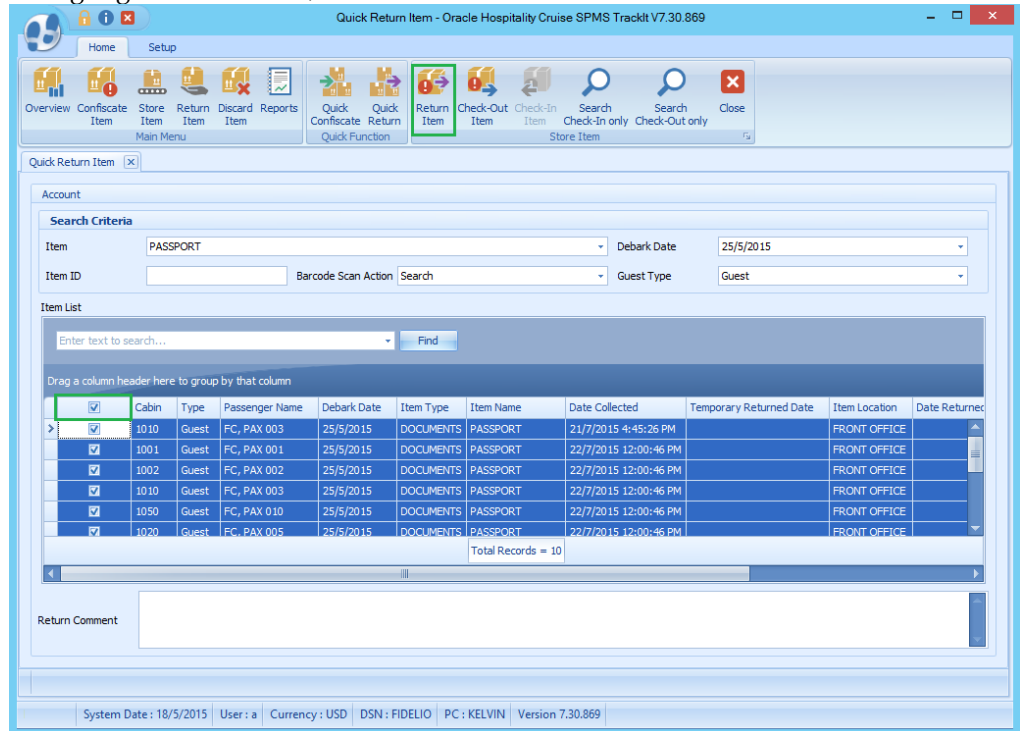 Quick Return Item - Oracle Hospitality Cruise SPMS TrackIt V7.30.869
Home Setup
Overview Confiscate Item Store Item Return Item Discard Item Reports Quick Confiscate Quick Return Return Item Check-Out Item Check-In Item Search Check-In only Search Check-Out only Close
Main Menu Quick Function Store Item
Quick Return Item
Account
Search Criteria
Item PASSPORT Debark Date 25/5/2015
Item ID Barcode Scan Action Search Guest Type Guest
Item List
Enter text to search... Find
Drag a column header here to group by that column
Cabin Type Passenger Name Debark Date Item Type Item Name Date Collected Temporary Returned Date Item Location Date Returned
1010 Guest FC, PAX 003 25/5/2015 DOCUMENTS PASSPORT 21/7/2015 4:45:26 PM FRONT OFFICE
1001 Guest FC, PAX 001 25/5/2015 DOCUMENTS PASSPORT 22/7/2015 12:00:46 PM FRONT OFFICE
1002 Guest FC, PAX 002 25/5/2015 DOCUMENTS PASSPORT 22/7/2015 12:00:46 PM FRONT OFFICE
1010 Guest FC, PAX 003 25/5/2015 DOCUMENTS PASSPORT 22/7/2015 12:00:46 PM FRONT OFFICE
1050 Guest FC, PAX 010 25/5/2015 DOCUMENTS PASSPORT 22/7/2015 12:00:46 PM FRONT OFFICE
1020 Guest FC, PAX 005 25/5/2015 DOCUMENTS PASSPORT 22/7/2015 12:00:46 PM FRONT OFFICE
Total Records = 10
Return Comment
System Date : 18/5/2015 User : a Currency : USD DSN : FIDELIO PC : KELVIN Version 7.30.869